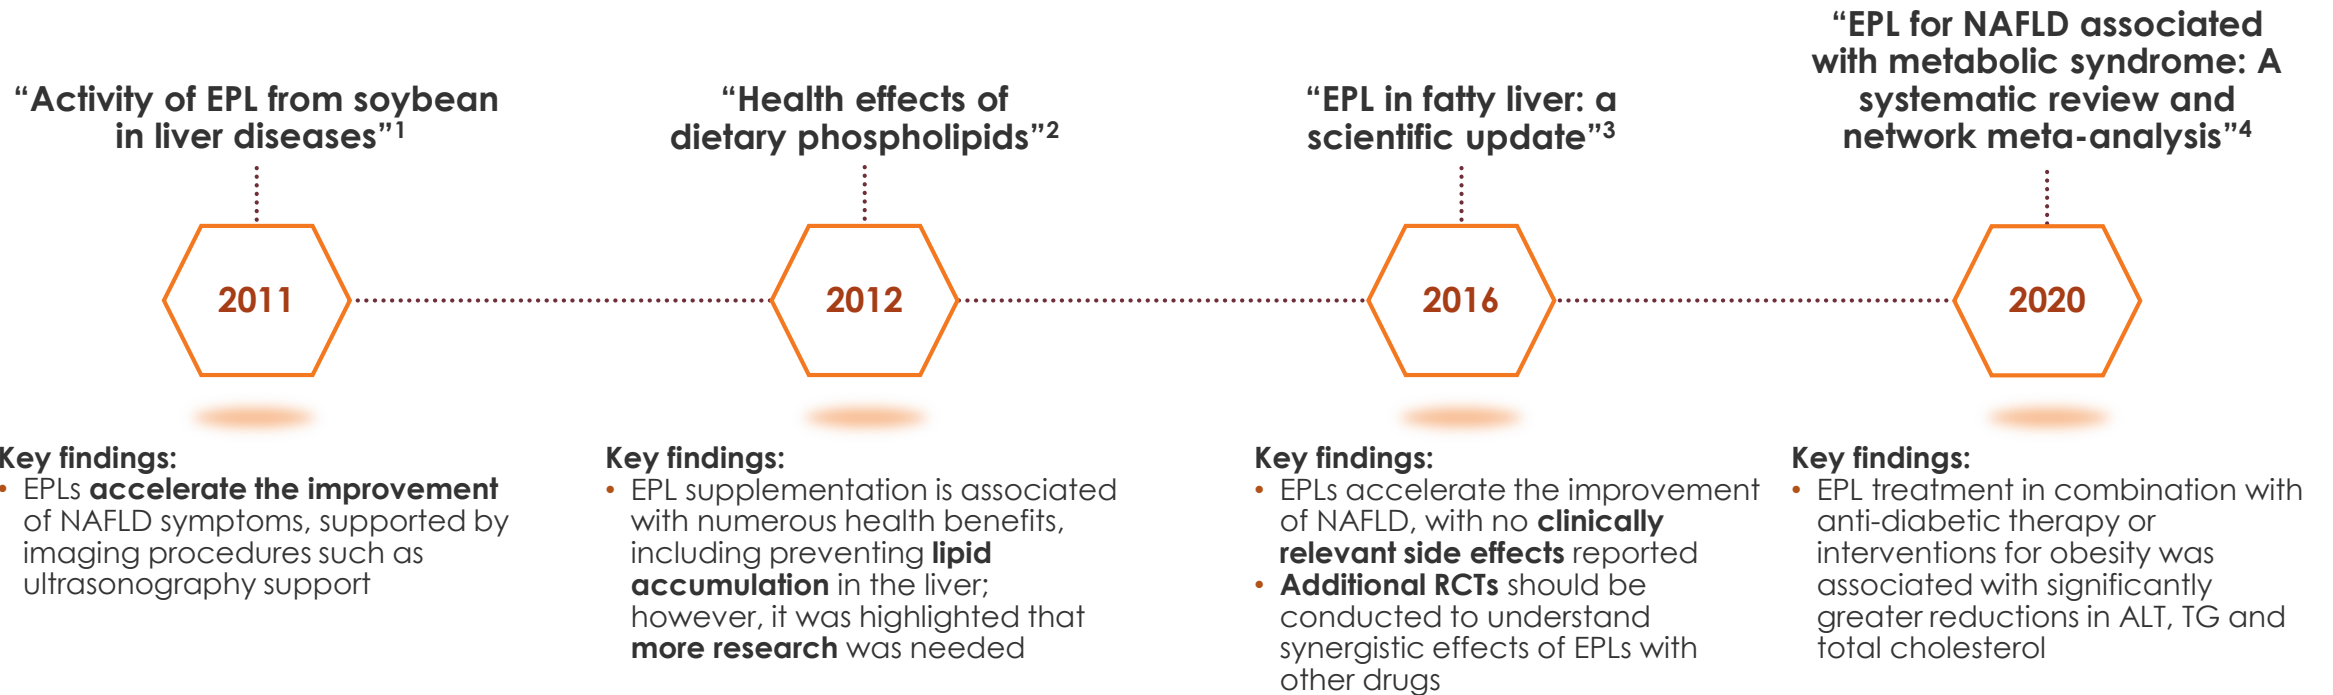 “Activity of EPL from soybean
in liver diseases”1
2011
Key findings:
• EPLs accelerate the improvement
of NAFLD symptoms, supported by
imaging procedures such as
ultrasonography support
“Health effects of
dietary phospholipids”2
2012
Key findings:
• EPL supplementation is associated
with numerous health benefits,
including preventing lipid
accumulation in the liver;
however, it was highlighted that
more research was needed
“EPL in fatty liver: a
scientific update”3
2016
Key findings:
• EPLs accelerate the improvement
of NAFLD, with no clinically
relevant side effects reported
• Additional RCTs should be
conducted to understand
synergistic effects of EPLs with
other drugs
“EPL for NAFLD associated
with metabolic syndrome: A
systematic review and
network meta-analysis”4
2020
Key findings:
• EPL treatment in combination with
anti-diabetic therapy or
interventions for obesity was
associated with significantly
greater reductions in ALT, TG and
total cholesterol